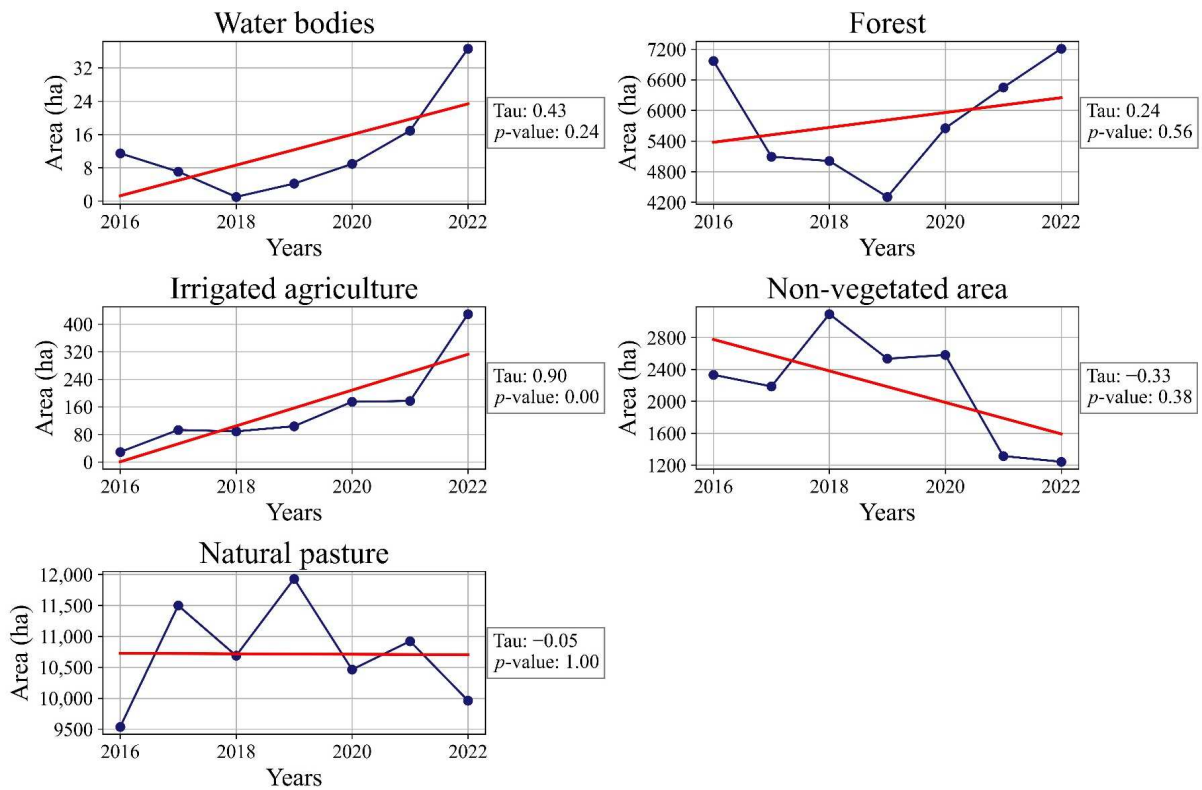 Water bodies
Area (ha)
32
24
16
8
0
2016
2018
2020
2022
Years
Tau: 0.43
p-value: 0.24
Forest
Area (ha)
7200
6600
6000
5400
4800
4200
2016
2018
2020
2022
Years
Tau: 0.24
p-value: 0.56
Irrigated agriculture
Area (ha)
400
320
240
160
80
0
2016
2018
2020
2022
Years
Tau: 0.90
p-value: 0.00
Non-vegetated area
Area (ha)
2800
2400
2000
1600
1200
2016
2018
2020
2022
Years
Tau: −0.33
p-value: 0.38
Natural pasture
Area (ha)
12,000
11,500
11,000
10,500
10,000
9500
2016
2018
2020
2022
Years
Tau: −0.05
p-value: 1.00